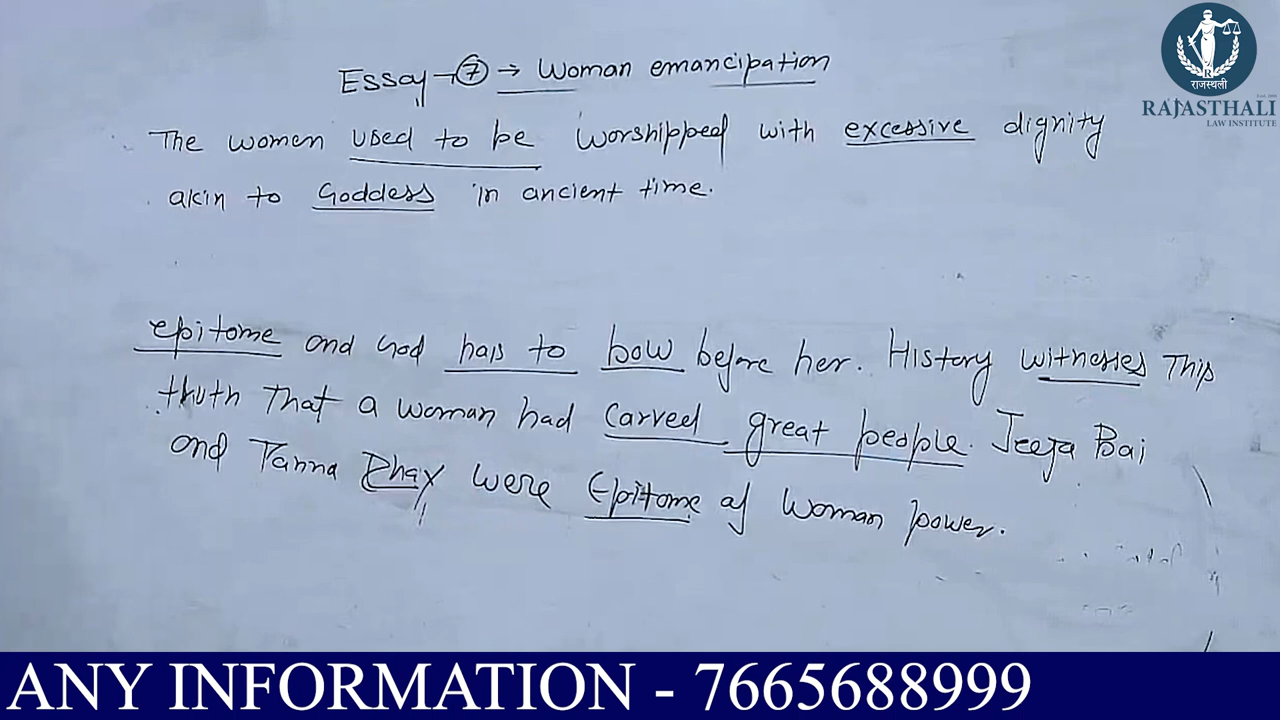 राजस्थली
RAJASTHALI
LAW INSTITUTE
Essay → 7 → Woman emancipation
The women used to be worshipped with excessive dignity
akin to Goddess in ancient time.
epitome and God has to bow before her. History witnesses This
truth That a woman had carved great people. Jeeja Bai
and Panna Dhay were Epitome of woman power.
ANY INFORMATION - 7665688999